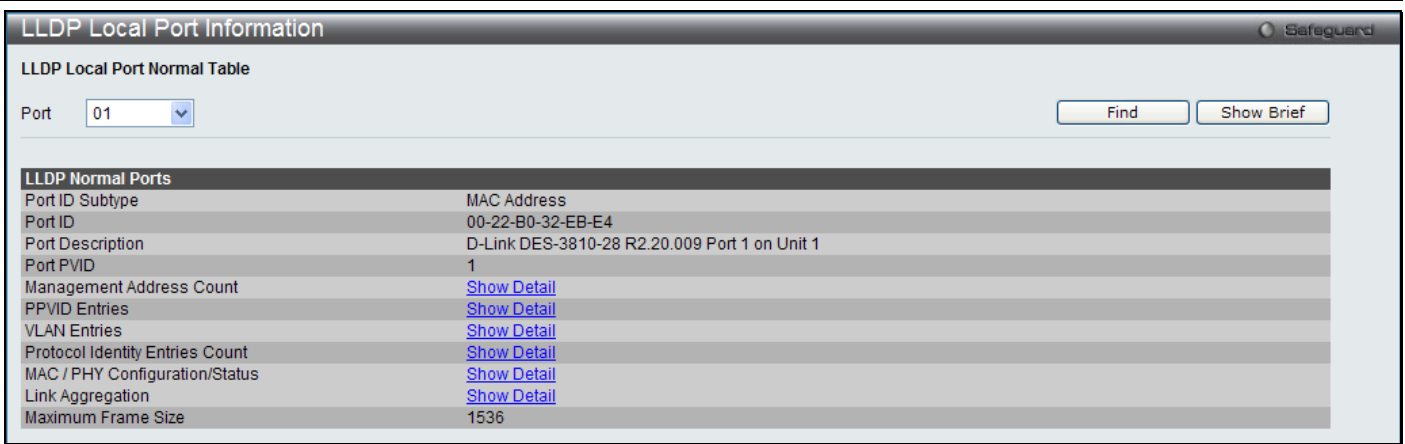 LLDP Local Port Information
Safeguard
LLDP Local Port Normal Table
Port 01 Find Show Brief
LLDP Normal Ports
Port ID Subtype MAC Address
Port ID 00-22-B0-32-EB-E4
Port Description D-Link DES-3810-28 R2.20.009 Port 1 on Unit 1
Port PVID 1
Management Address Count Show Detail
PPVID Entries Show Detail
VLAN Entries Show Detail
Protocol Identity Entries Count Show Detail
MAC / PHY Configuration/Status Show Detail
Link Aggregation Show Detail
Maximum Frame Size 1536